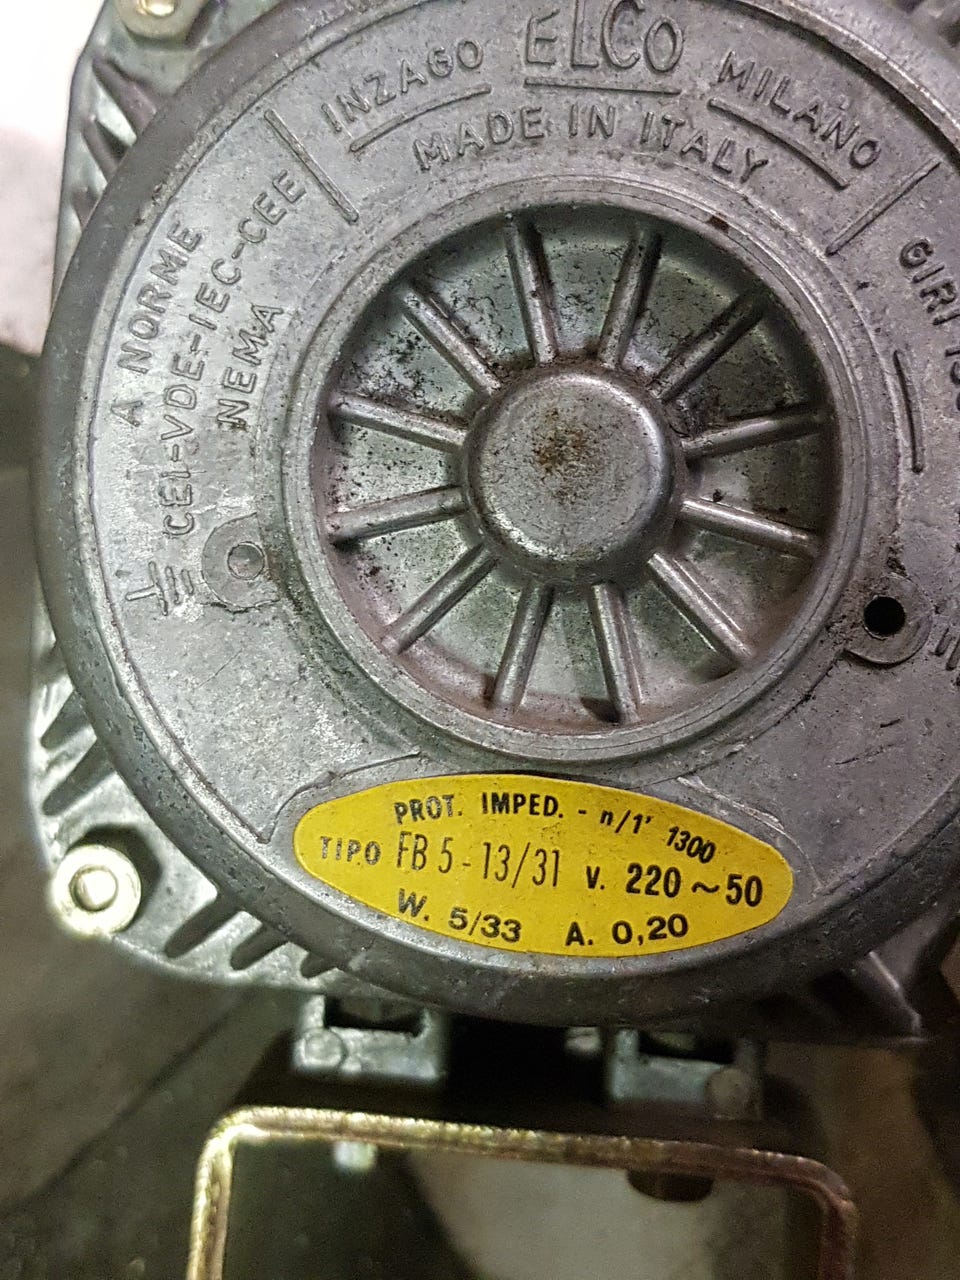 ELCO
INZAGO MILANO
MADE IN ITALY
A NORME
CEI-VDE-IEC-CEE
NEMA
GIRI
PROT. IMPED. - n/1' 1300
TIPO FB 5 - 13/31 V. 220 ~ 50
W. 5/33 A. 0,20